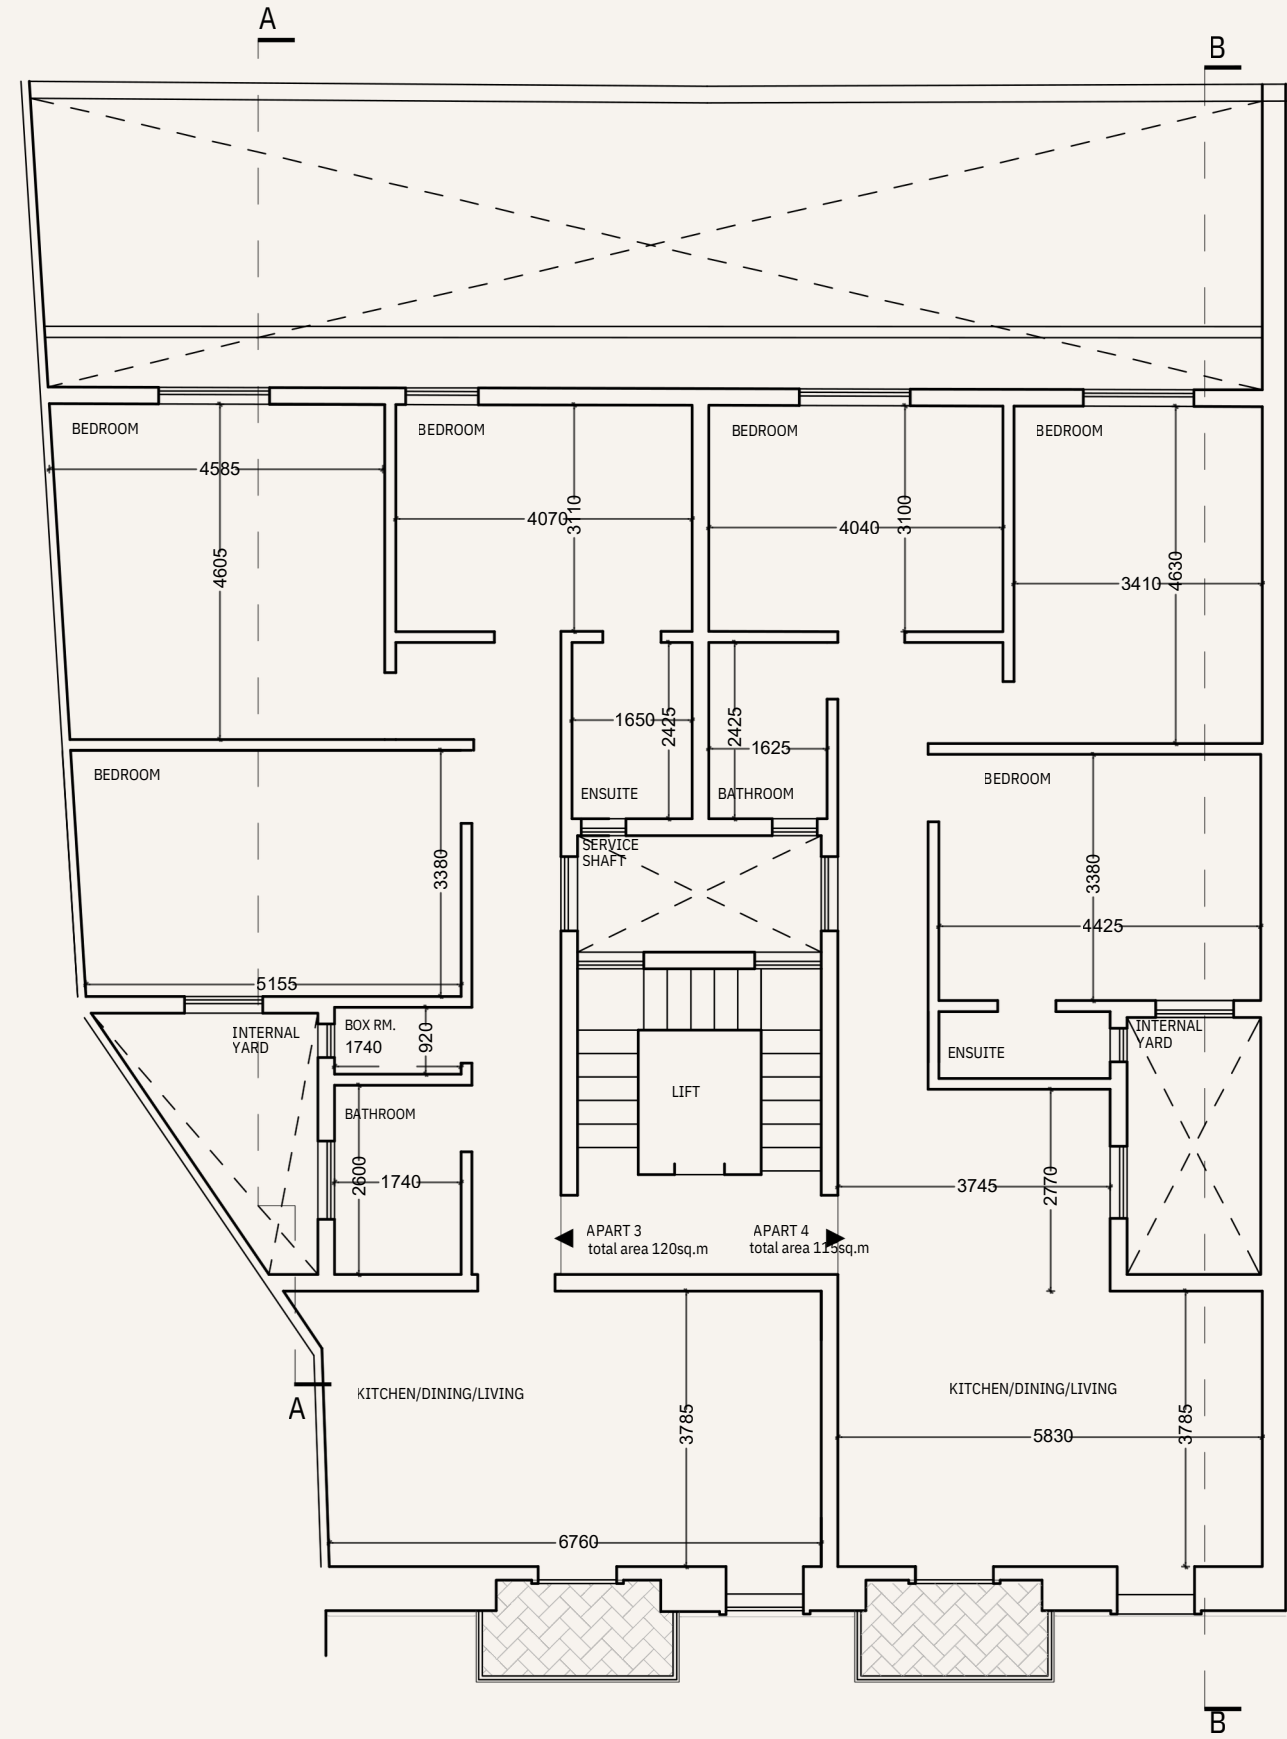 A
B
BEDROOM
BEDROOM
BEDROOM
BEDROOM
4585
4070
3110
4040
3100
3410
4630
4605
1650
2425
2425
1625
BEDROOM
BEDROOM
ENSUITE
BATHROOM
SERVICE
SHAFT
3380
3380
4425
5155
INTERNAL
YARD
BOX RM.
1740
920
INTERNAL
YARD
ENSUITE
LIFT
BATHROOM
2600
1740
3745
2770
APART 3
total area 120sq.m
APART 4
total area 115sq.m
A
KITCHEN/DINING/LIVING
KITCHEN/DINING/LIVING
3785
5830
3785
6760
B